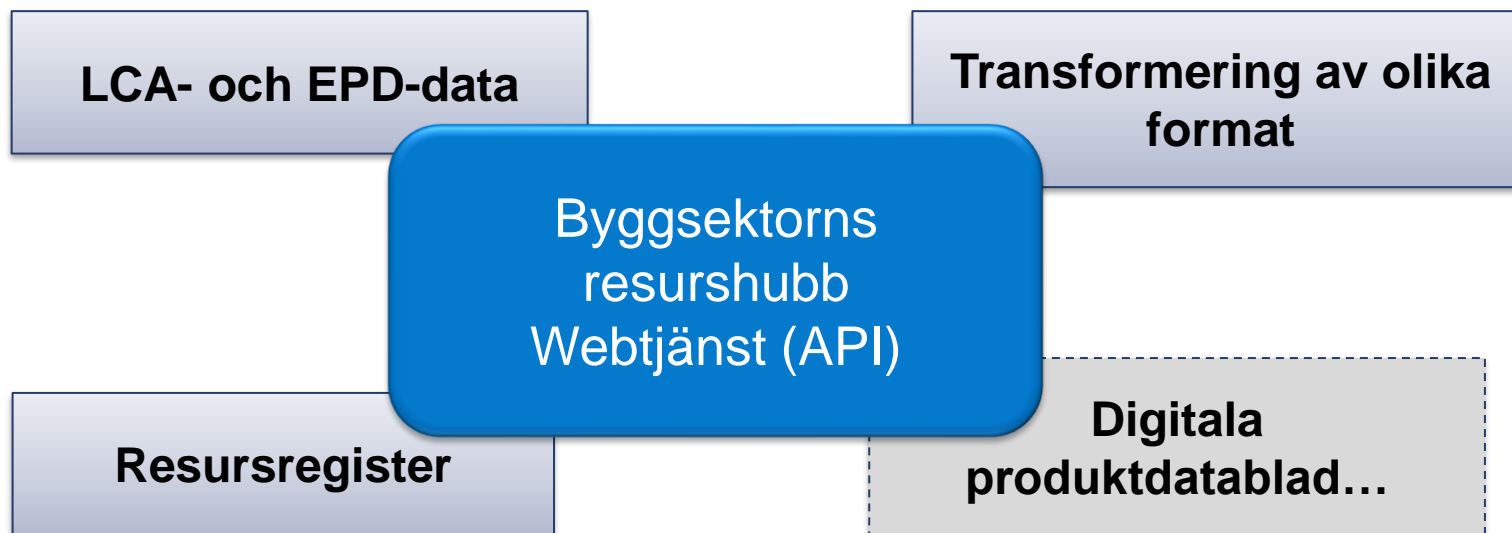 LCA- och EPD-data
Transformering av olika
format
Byggsektorns
resurshubb
Webtjänst (API)
Resursregister
Digitala
produktdatablad…